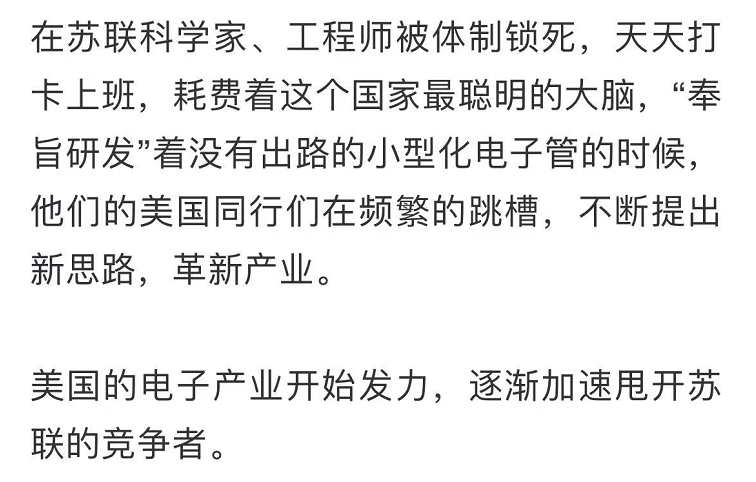 在苏联科学家、工程师被体制锁死，天天打
卡上班，耗费着这个国家最聪明的大脑，“奉
旨研发”着没有出路的小型化电子管的时候，
他们的美国同行们在频繁的跳槽，不断提出
新思路，革新产业。
美国的电子产业开始发力，逐渐加速甩开苏
联的竞争者。